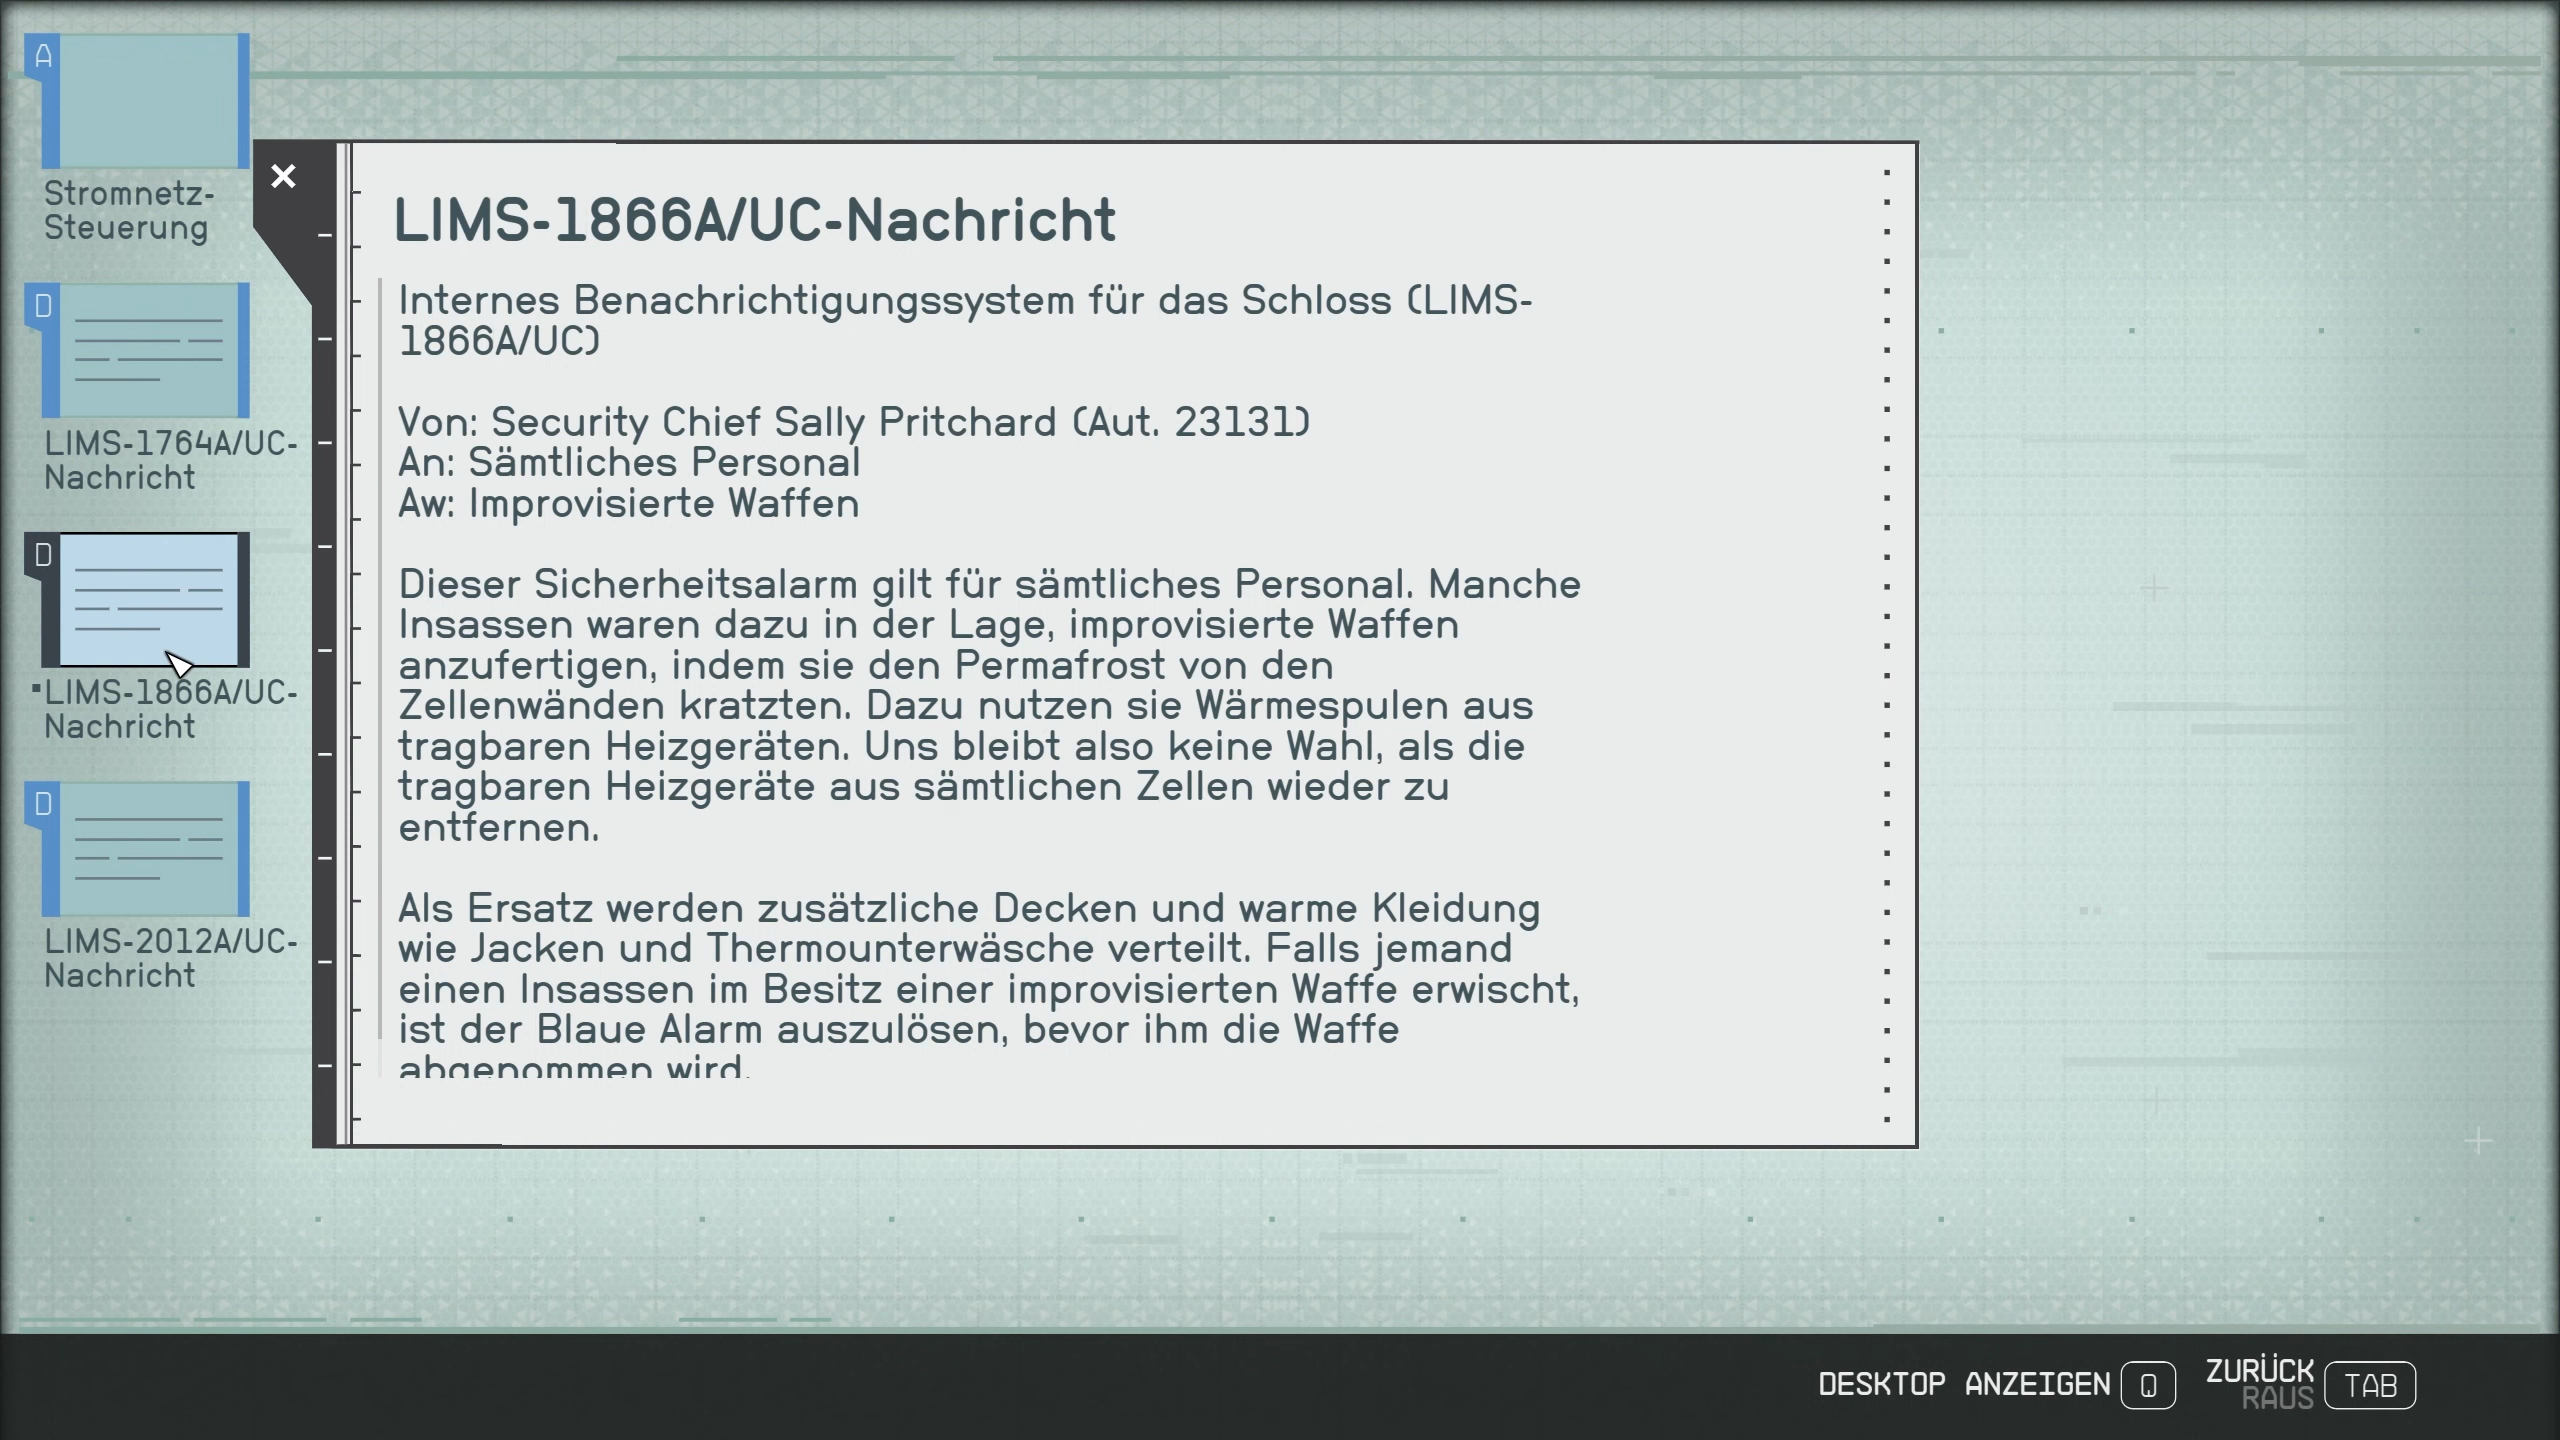 A
Stromnetz-
Steuerung
D
LIMS-1764A/UC-
Nachricht
D
LIMS-1866A/UC-
Nachricht
D
LIMS-2012A/UC-
Nachricht
LIMS-1866A/UC-Nachricht
Internes Benachrichtigungssystem für das Schloss (LIMS-
1866A/UC)
Von: Security Chief Sally Pritchard (Aut. 23131)
An: Sämtliches Personal
Aw: Improvisierte Waffen
Dieser Sicherheitsalarm gilt für sämtliches Personal. Manche
Insassen waren dazu in der Lage, improvisierte Waffen
anzufertigen, indem sie den Permafrost von den
Zellenwänden kratzten. Dazu nutzen sie Wärmespulen aus
tragbaren Heizgeräten. Uns bleibt also keine Wahl, als die
tragbaren Heizgeräte aus sämtlichen Zellen wieder zu
entfernen.
Als Ersatz werden zusätzliche Decken und warme Kleidung
wie Jacken und Thermounterwäsche verteilt. Falls jemand
einen Insassen im Besitz einer improvisierten Waffe erwischt,
ist der Blaue Alarm auszulösen, bevor ihm die Waffe
abgenommen wird.
DESKTOP ANZEIGEN Q
ZURÜCK TAB
RAUS